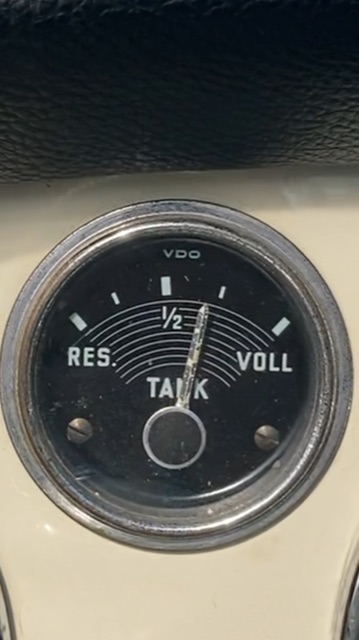 VDO
1/2
RES. VOLL
TANK